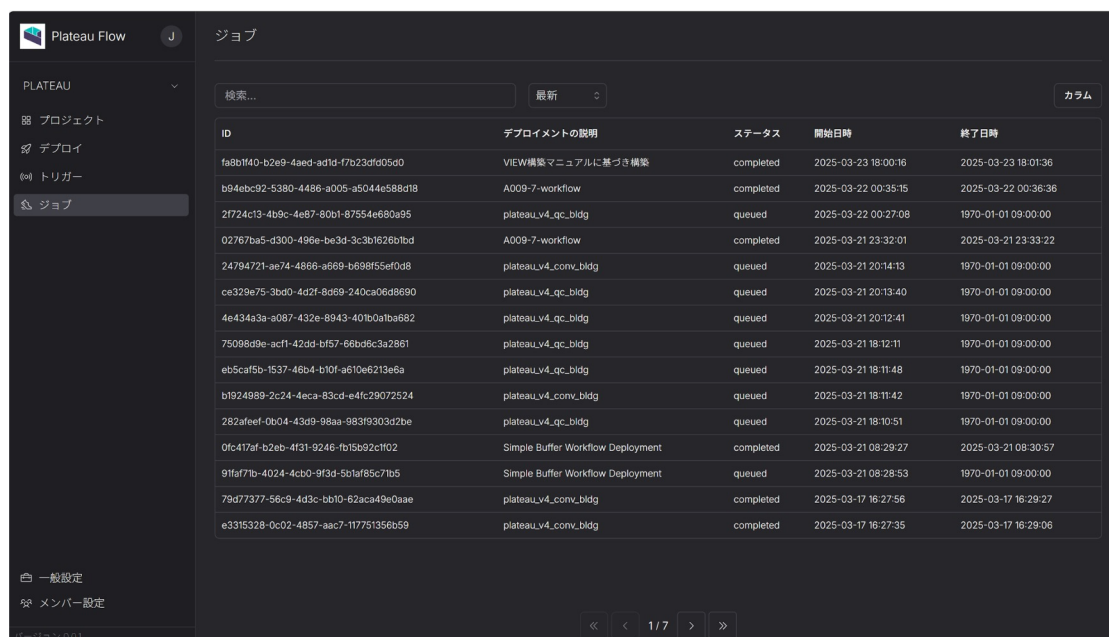 Plateau Flow J
ジョブ
PLATEAU
プロジェクト
デプロイ
トリガー
ジョブ
検索...
最新
カラム
ID デプロイメントの説明 ステータス 開始日時 終了日時
fa8b1f40-b2e9-4aed-ad1d-f7b23dfd05d0 VIEW構築マニュアルに基づき構築 completed 2025-03-23 18:00:16 2025-03-23 18:01:36
b94ebc92-5380-4486-a005-a5044e588d18 A009-7-workflow completed 2025-03-22 00:35:15 2025-03-22 00:36:36
2f724c13-4b9c-4e87-80b1-87554e680a95 plateau_v4_qc_bldg queued 2025-03-22 00:27:08 1970-01-01 09:00:00
02767ba5-d300-496e-be3d-3c3b1626b1bd A009-7-workflow completed 2025-03-21 23:32:01 2025-03-21 23:33:22
24794721-ae74-4866-a669-b698f55ef0d8 plateau_v4_conv_bldg queued 2025-03-21 20:14:13 1970-01-01 09:00:00
ce329e75-3bd0-4d2f-8d69-240ca06d8690 plateau_v4_qc_bldg queued 2025-03-21 20:13:40 1970-01-01 09:00:00
4e434a3a-a087-432e-8943-401b0a1ba682 plateau_v4_qc_bldg queued 2025-03-21 20:12:41 1970-01-01 09:00:00
75098d9e-acf1-42dd-bf57-66bd6c3a2861 plateau_v4_qc_bldg queued 2025-03-21 18:12:11 1970-01-01 09:00:00
eb5caf5b-1537-46b4-b10f-a610e6213e6a plateau_v4_qc_bldg queued 2025-03-21 18:11:48 1970-01-01 09:00:00
b1924989-2c24-4eca-83cd-e4fc29072524 plateau_v4_conv_bldg queued 2025-03-21 18:11:42 1970-01-01 09:00:00
282afeef-0b04-43d9-98aa-983f9303d2be plateau_v4_qc_bldg queued 2025-03-21 18:10:51 1970-01-01 09:00:00
0fc417af-b2eb-4f31-9246-fb15b92c1f02 Simple Buffer Workflow Deployment completed 2025-03-21 08:29:27 2025-03-21 08:30:57
91faf71b-4024-4cb0-9f3d-5b1af85c71b5 Simple Buffer Workflow Deployment queued 2025-03-21 08:28:53 1970-01-01 09:00:00
79d77377-56c9-4d3c-bb10-62aca49e0aae plateau_v4_conv_bldg completed 2025-03-17 16:27:56 2025-03-17 16:29:27
e3315328-0c02-4857-aac7-117751356b59 plateau_v4_conv_bldg completed 2025-03-17 16:27:35 2025-03-17 16:29:06
一般設定
メンバー設定
1 / 7